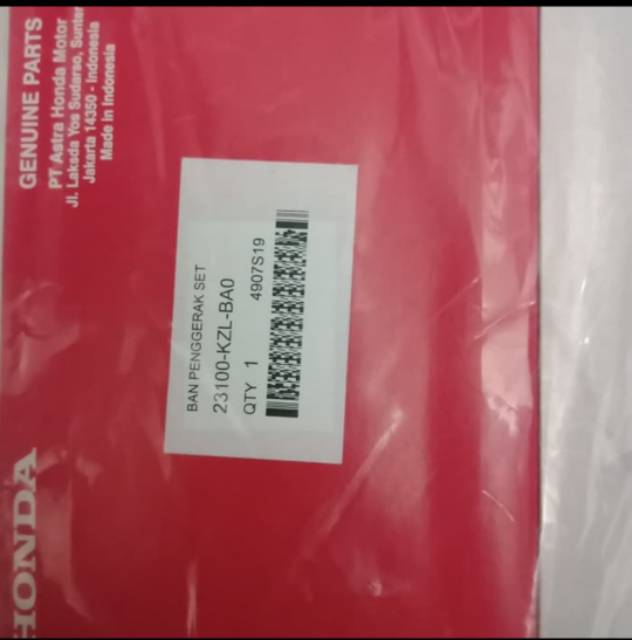 GENUINE PARTS
PT Astra Honda Motor
Jl. Laksda Yos Sudarso, Sunter
Jakarta 14350 - Indonesia
Made in Indonesia
BAN PENGGERAK SET
23100-KZL-BA0
QTY 1 4907S19
HONDA